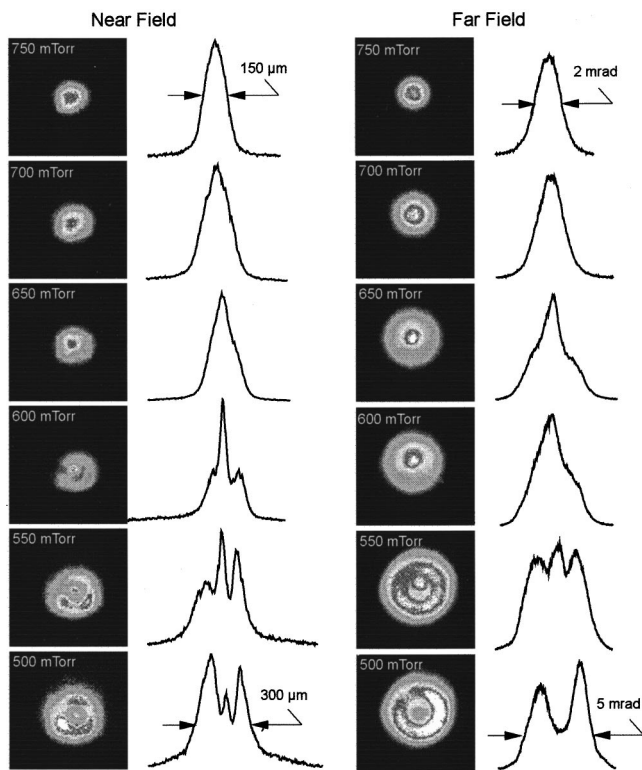 Near Field
Far Field
750 mTorr
150 µm
750 mTorr
2 mrad
700 mTorr
700 mTorr
650 mTorr
650 mTorr
600 mTorr
600 mTorr
550 mTorr
550 mTorr
500 mTorr
300 µm
500 mTorr
5 mrad